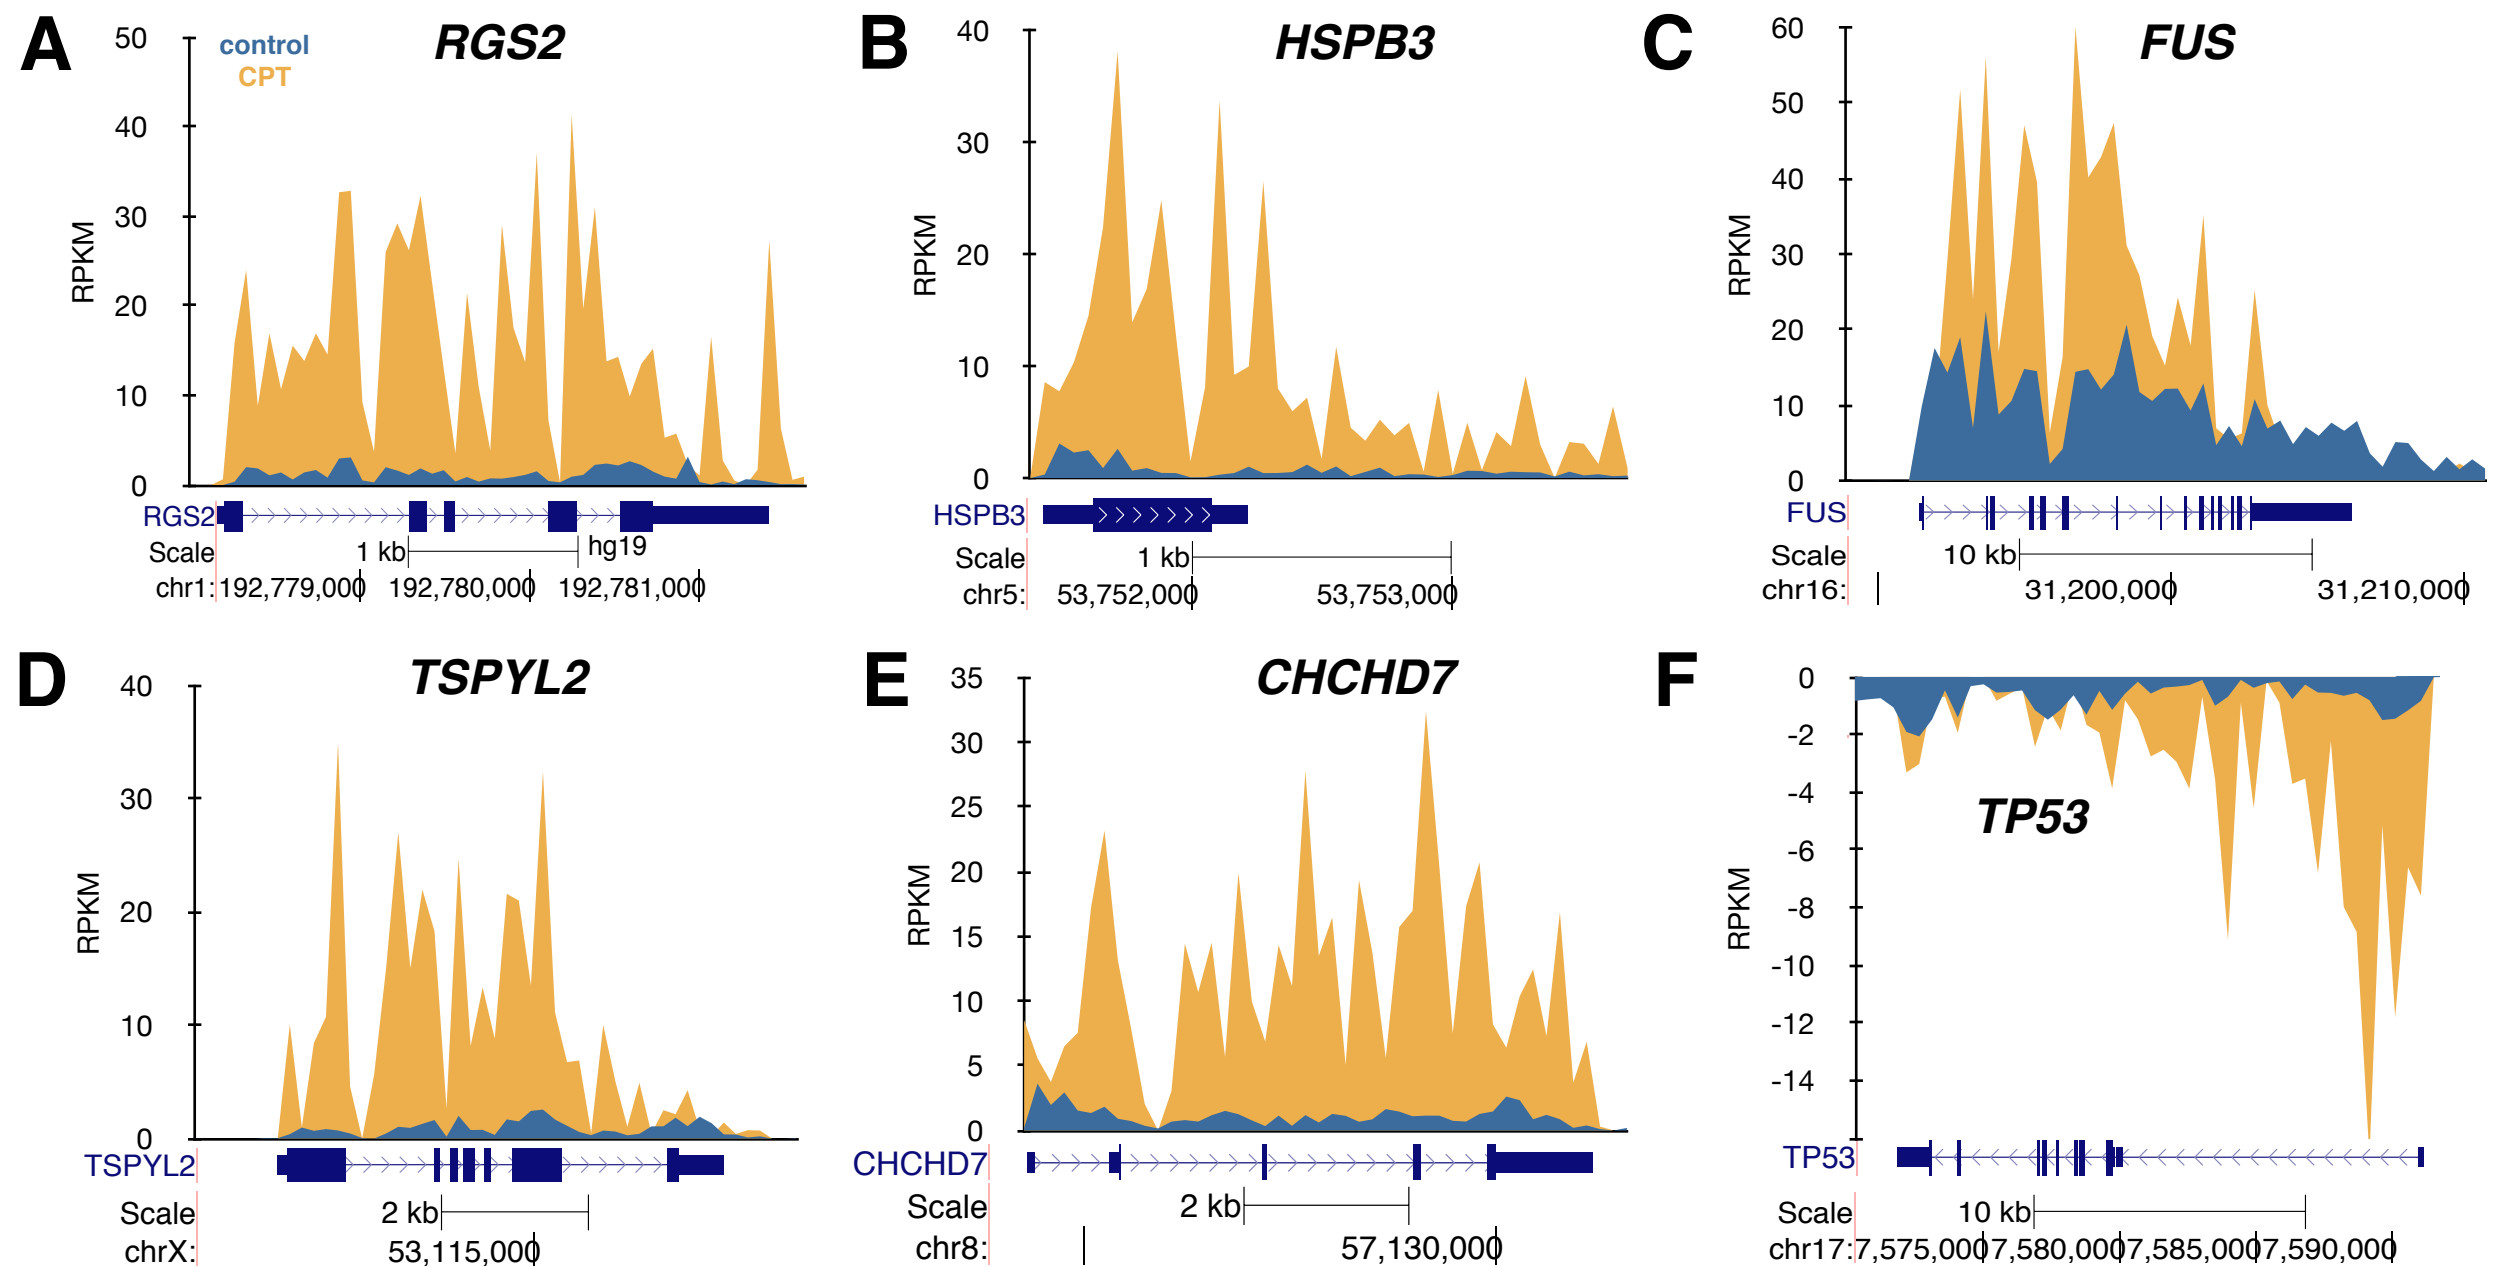 A
RGS2
control
CPT
50
40
30
20
10
0
RPKM
RGS2
Scale 1 kb hg19
chr1: 192,779,000 192,780,000 192,781,000
B
HSPB3
40
30
20
10
0
RPKM
HSPB3
Scale 1 kb
chr5: 53,752,000 53,753,000
C
FUS
60
50
40
30
20
10
0
RPKM
FUS
Scale 10 kb
chr16: 31,200,000 31,210,000
D
TSPYL2
40
30
20
10
0
RPKM
TSPYL2
Scale 2 kb
chrX: 53,115,000
E
CHCHD7
35
30
25
20
15
10
5
0
RPKM
CHCHD7
Scale 2 kb
chr8: 57,130,000
F
0
-2
-4
-6
-8
-10
-12
-14
TP53
RPKM
TP53
Scale 10 kb
chr17: 7,575,000 7,580,000 7,585,000 7,590,000